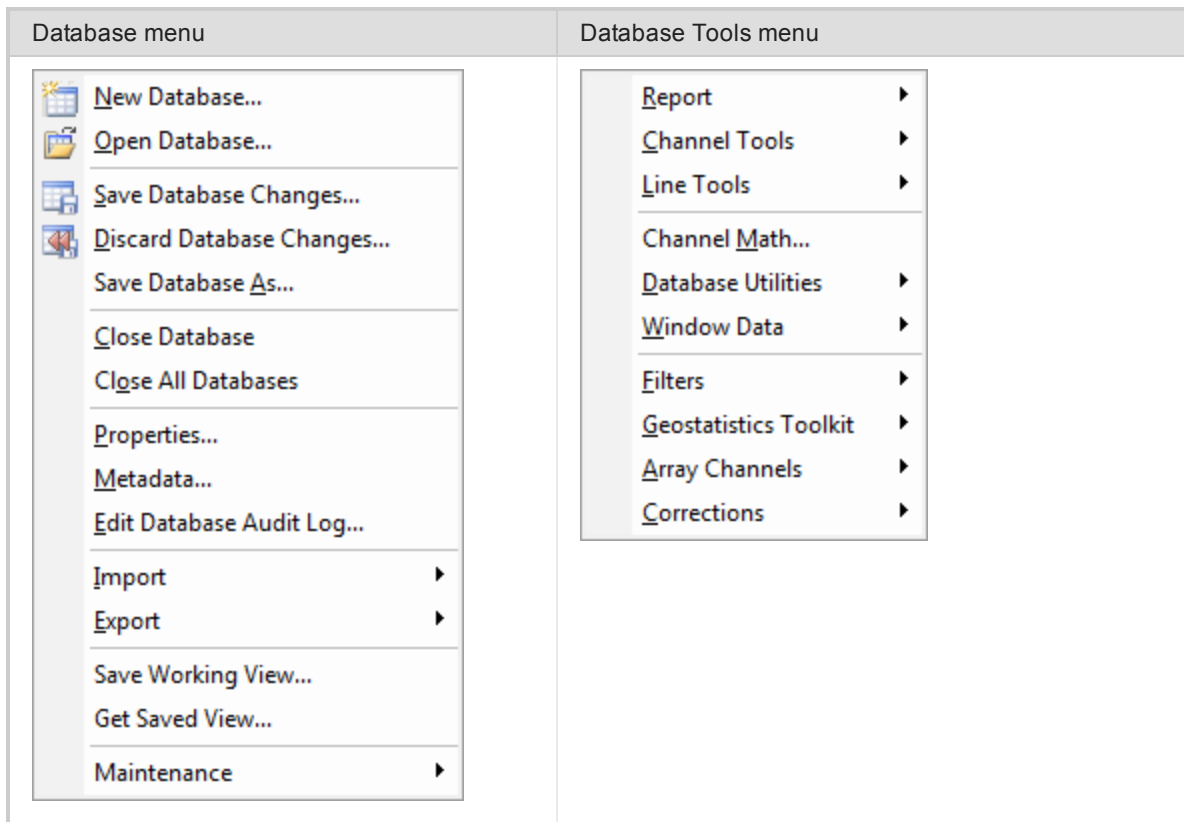 Database menu
New Database...
Open Database...
Save Database Changes...
Discard Database Changes...
Save Database As...
Close Database
Close All Databases
Properties...
Metadata...
Edit Database Audit Log...
Import
Export
Save Working View...
Get Saved View...
Maintenance
Database Tools menu
Report
Channel Tools
Line Tools
Channel Math...
Database Utilities
Window Data
Filters
Geostatistics Toolkit
Array Channels
Corrections